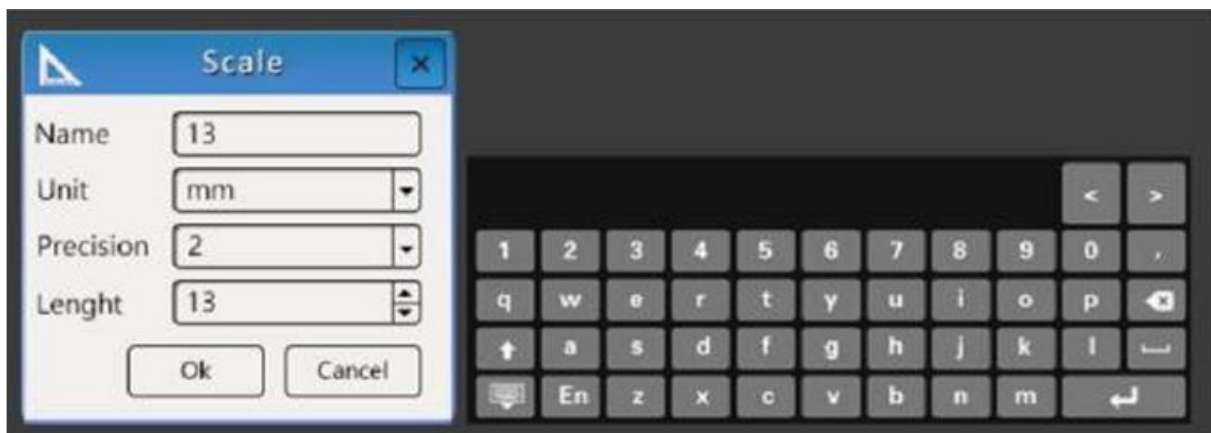 Scale
Name 13
Unit mm
Precision 2
Lenght 13
Ok Cancel
< >
1 2 3 4 5 6 7 8 9 0 ,
q w e r t y u i o p
a s d f g h j k l
En z x c v b n m